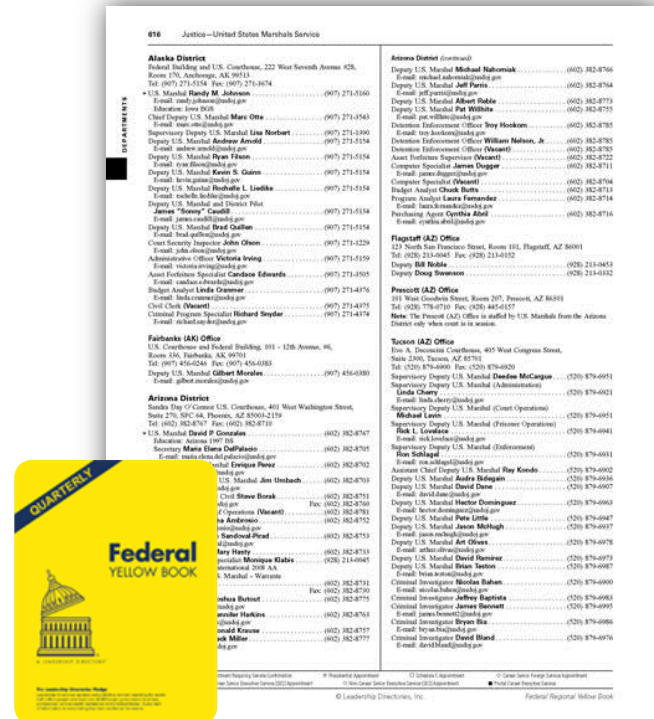 616 Justice—United States Marshals Service
DEPARTMENTS
Alaska District
Federal Building and U.S. Courthouse, 222 West Seventh Avenue #28,
Room 170, Anchorage, AK 99513
Tel: (907) 271-5154 Fax: (907) 271-3674
U.S. Marshal Randy M. Johnson (907) 271-5160
E-mail: randy.johnson@usdoj.gov
Education: Iowa BGS
Chief Deputy U.S. Marshal Marc Otte (907) 271-3543
E-mail: marc.otte@usdoj.gov
Supervisory Deputy U.S. Marshal Lisa Norbert (907) 271-1390
Deputy U.S. Marshal Andrew Arnold (907) 271-5154
E-mail: andrew.arnold@usdoj.gov
Deputy U.S. Marshal Ryan Filson (907) 271-5154
E-mail: ryan.filson@usdoj.gov
Deputy U.S. Marshal Kevin S. Guinn (907) 271-5154
E-mail: kevin.guinn@usdoj.gov
Deputy U.S. Marshal Rochelle L. Liedike (907) 271-5154
E-mail: rochelle.liedike@usdoj.gov
Deputy U.S. Marshal and District Pilot
James "Sonny" Caudill (907) 271-5154
E-mail: james.caudill@usdoj.gov
Deputy U.S. Marshal Brad Quillen (907) 271-5154
E-mail: brad.quillen@usdoj.gov
Court Security Inspector John Olson (907) 271-1229
E-mail: john.olson@usdoj.gov
Administrative Officer Victoria Irving (907) 271-5159
E-mail: victoria.irving@usdoj.gov
Asset Forfeiture Specialist Candace Edwards (907) 271-3505
E-mail: candace.edwards@usdoj.gov
Budget Analyst Linda Cranmer (907) 271-4376
E-mail: linda.cranmer@usdoj.gov
Civil Clerk (Vacant) (907) 271-4375
Criminal Program Specialist Richard Snyder (907) 271-4374
E-mail: richard.snyder@usdoj.gov
Fairbanks (AK) Office
U.S. Courthouse and Federal Building, 101 - 12th Avenue, #6,
Room 336, Fairbanks, AK 99701
Tel: (907) 456-0246 Fax: (907) 456-0383
Deputy U.S. Marshal Gilbert Morales (907) 456-0380
E-mail: gilbert.morales@usdoj.gov
Arizona District
Sandra Day O'Connor U.S. Courthouse, 401 West Washington Street,
Suite 270, SPC 64, Phoenix, AZ 85003-2159
Tel: (602) 382-8767 Fax: (602) 382-8710
U.S. Marshal David P. Gonzales (602) 382-8767
Education: Arizona 1997 BS
Secretary Maria Elena DelPalacio (602) 382-8705
E-mail: maria.elena.del.palacio@usdoj.gov
Marshal Enrique Perez (602) 382-8702
U.S. Marshal Jim Unsbach (602) 382-8703
Civil Steve Borak (602) 382-8751
Fax: (602) 382-8760
Operations (Vacant) (602) 382-8781
Ambrosio (602) 382-8752
Sandoval-Pirad (602) 382-8753
Hasty (602) 382-8733
Monique Klabis (928) 213-0045
U.S. Marshal - Warrants
(602) 382-8731
Fax: (602) 382-8730
Butout (602) 382-8775
Harkins (602) 382-8763
Krause (602) 382-8757
Miller (602) 382-8777
Arizona District (continued)
Deputy U.S. Marshal Michael Nahomiak (602) 382-8766
E-mail: michael.nahomiak@usdoj.gov
Deputy U.S. Marshal Jeff Parris (602) 382-8764
E-mail: jeff.parris@usdoj.gov
Deputy U.S. Marshal Albert Reble (602) 382-8773
Deputy U.S. Marshal Pat Willhite (602) 382-8755
E-mail: pat.willhite@usdoj.gov
Detention Enforcement Officer Troy Hookom (602) 382-8785
E-mail: troy.hookom@usdoj.gov
Detention Enforcement Officer William Nelson, Jr. (602) 382-8785
Detention Enforcement Officer (Vacant) (602) 382-8785
Asset Forfeiture Supervisor (Vacant) (602) 382-8722
Computer Specialist James Dugger (602) 382-8711
E-mail: james.dugger@usdoj.gov
Computer Specialist (Vacant) (602) 382-8704
Budget Analyst Chuck Butts (602) 382-8713
Program Analyst Laura Fernandez (602) 382-8714
E-mail: laura.fernandez@usdoj.gov
Purchasing Agent Cynthia Abril (602) 382-8716
E-mail: cynthia.abril@usdoj.gov
Flagstaff (AZ) Office
123 North San Francisco Street, Room 101, Flagstaff, AZ 86001
Tel: (928) 213-0045 Fax: (928) 213-0152
Deputy Bill Noble (928) 213-0453
Deputy Doug Swanson (928) 213-0332
Prescott (AZ) Office
101 West Goodwin Street, Room 207, Prescott, AZ 86301
Tel: (928) 778-0710 Fax: (928) 445-0157
Note: The Prescott (AZ) Office is staffed by U.S. Marshals from the Arizona
District only when court is in session.
Tucson (AZ) Office
Evo A. Deconcini Courthouse, 405 West Congress Street,
Suite 2300, Tucson, AZ 85701
Tel: (520) 879-6900 Fax: (520) 879-6920
Supervisory Deputy U.S. Marshal Deedee McCargue (520) 879-6951
Supervisory Deputy U.S. Marshal (Administration)
Linda Cherry (520) 879-6921
E-mail: linda.cherry@usdoj.gov
Supervisory Deputy U.S. Marshal (Court Operations)
Michael Lavin (520) 879-6951
Supervisory Deputy U.S. Marshal (Prisoner Operations)
Rick L. Lovelace (520) 879-6941
E-mail: rick.lovelace@usdoj.gov
Supervisory Deputy U.S. Marshal (Enforcement)
Ron Schlagel (520) 879-6931
E-mail: ron.schlagel@usdoj.gov
Assistant Chief Deputy U.S. Marshal Ray Kondo (520) 879-6902
Deputy U.S. Marshal Audra Bidegain (520) 879-6936
Deputy U.S. Marshal David Dane (520) 879-6907
E-mail: david.dane@usdoj.gov
Deputy U.S. Marshal Hector Dominguez (520) 879-6963
E-mail: hector.dominguez@usdoj.gov
Deputy U.S. Marshal Pete Little (520) 879-6947
Deputy U.S. Marshal Jason McHugh (520) 879-6937
E-mail: jason.mchugh@usdoj.gov
Deputy U.S. Marshal Art Olives (520) 879-6978
E-mail: arthur.olivas@usdoj.gov
Deputy U.S. Marshal David Ramirez (520) 879-6973
Deputy U.S. Marshal Brian Teston (520) 879-6987
E-mail: brian.teston@usdoj.gov
Criminal Investigator Nicolas Bahen (520) 879-6900
E-mail: nicolas.bahen@usdoj.gov
Criminal Investigator Jeffrey Baptista (520) 879-6983
Criminal Investigator James Bennett (520) 879-6995
E-mail: james.bennett2@usdoj.gov
Criminal Investigator Bryan Bia (520) 879-6986
E-mail: bryan.bia@usdoj.gov
Criminal Investigator David Bland (520) 879-6976
E-mail: david.bland@usdoj.gov
© Leadership Directories, Inc. Federal Regional Yellow Book
QUARTERLY
Federal
YELLOW BOOK
A LEADERSHIP DIRECTORY